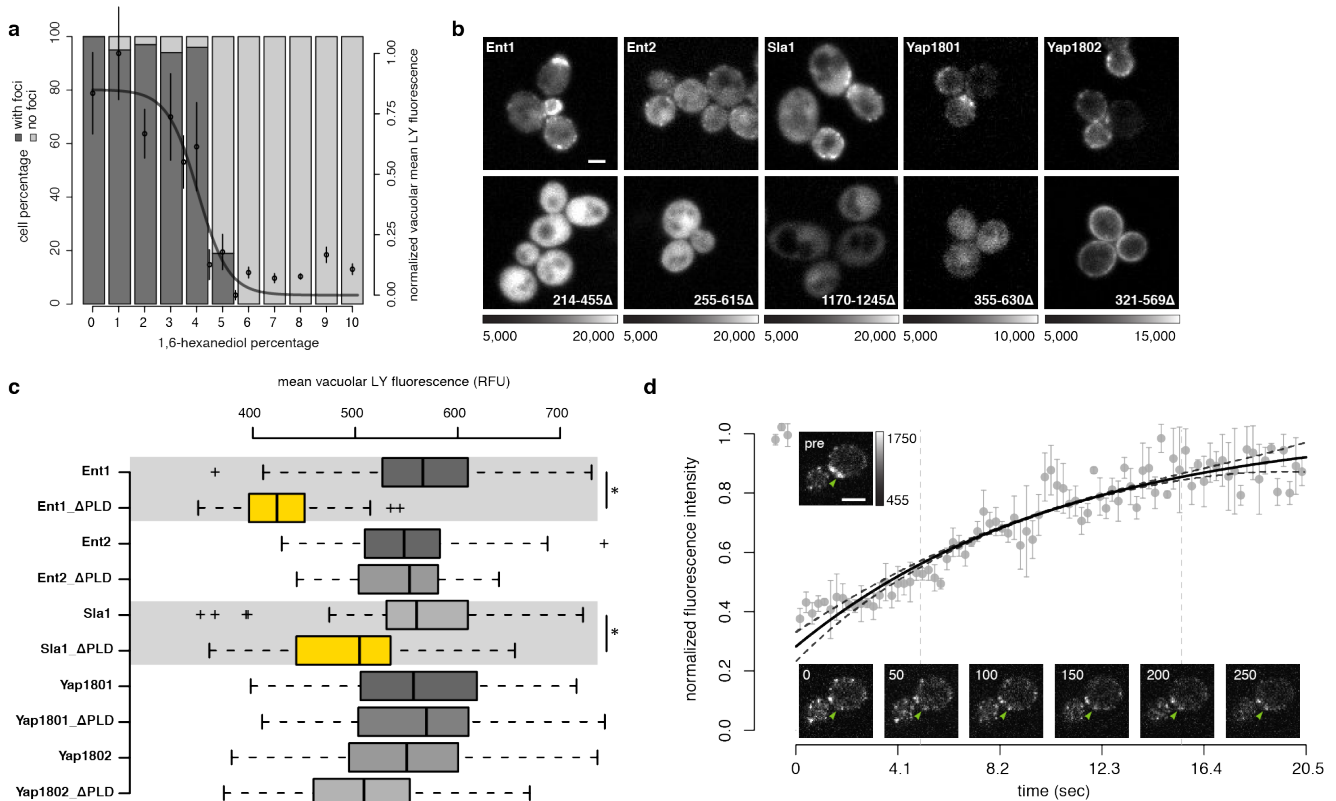 a
cell percentage
with foci
no foci
100
80
60
40
20
0
1.00
0.75
0.50
0.25
0.00
normalized vacuolar mean LY fluorescence
0 1 2 3 4 5 6 7 8 9 10
1,6-hexanediol percentage
b
Ent1 Ent2 Sla1 Yap1801 Yap1802
214-455Δ 255-615Δ 1170-1245Δ 355-630Δ 321-569Δ
5,000 20,000 5,000 20,000 5,000 20,000 5,000 10,000 5,000 15,000
c
mean vacuolar LY fluorescence (RFU)
400 500 600 700
Ent1
Ent1_ΔPLD
*
Ent2
Ent2_ΔPLD
Sla1
Sla1_ΔPLD
*
Yap1801
Yap1801_ΔPLD
Yap1802
Yap1802_ΔPLD
d
normalized fluorescence intensity
1.0
0.8
0.6
0.4
0.2
0.0
pre
1750
455
0 50 100 150 200 250
0 4.1 8.2 12.3 16.4 20.5
time (sec)